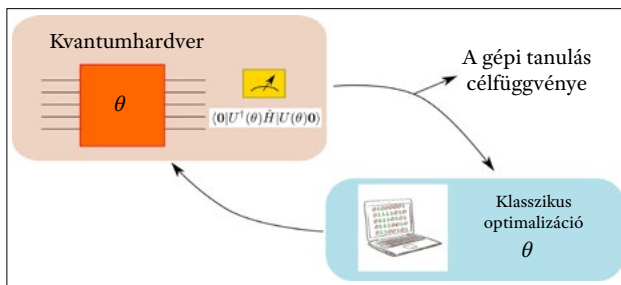 Kvantumhardver
θ
⟨0|U†(θ)Ĥ|U(θ)0⟩
A gépi tanulás
célfüggvénye
Klasszikus
optimalizáció
θ